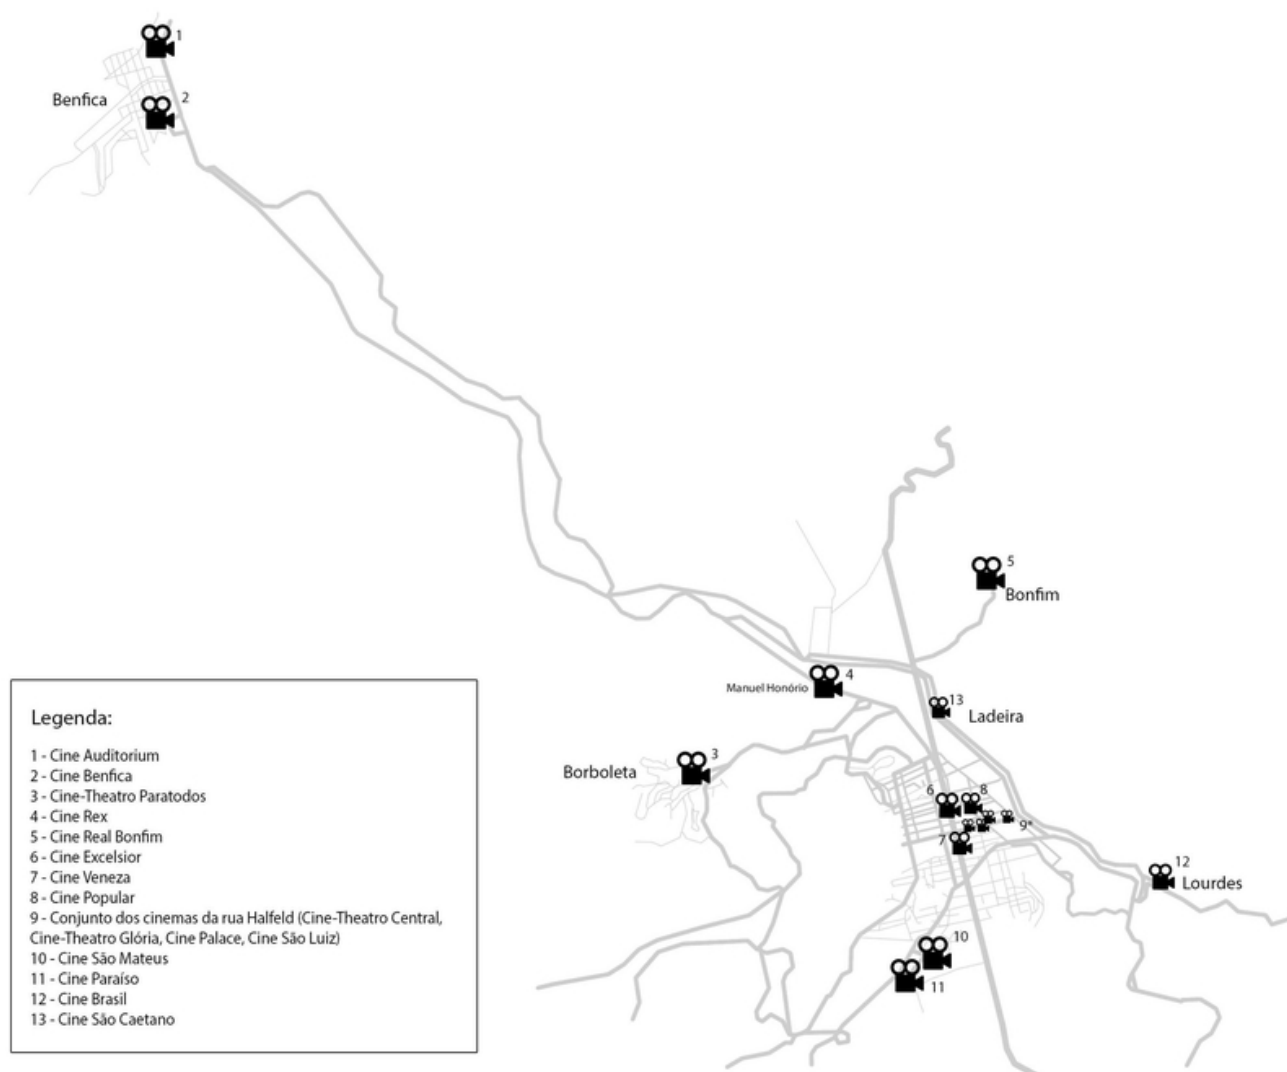 1
Benfica
2
5
Bonfim
4
Manuel Honório
13
Ladeira
3
Borboleta
6
8
9*
7
12
Lourdes
10
11
Legenda:
1 - Cine Auditorium
2 - Cine Benfica
3 - Cine-Theatro Paratodos
4 - Cine Rex
5 - Cine Real Bonfim
6 - Cine Excelsior
7 - Cine Veneza
8 - Cine Popular
9 - Conjunto dos cinemas da rua Halfeld (Cine-Theatro Central,
Cine-Theatro Glória, Cine Palace, Cine São Luiz)
10 - Cine São Mateus
11 - Cine Paraíso
12 - Cine Brasil
13 - Cine São Caetano